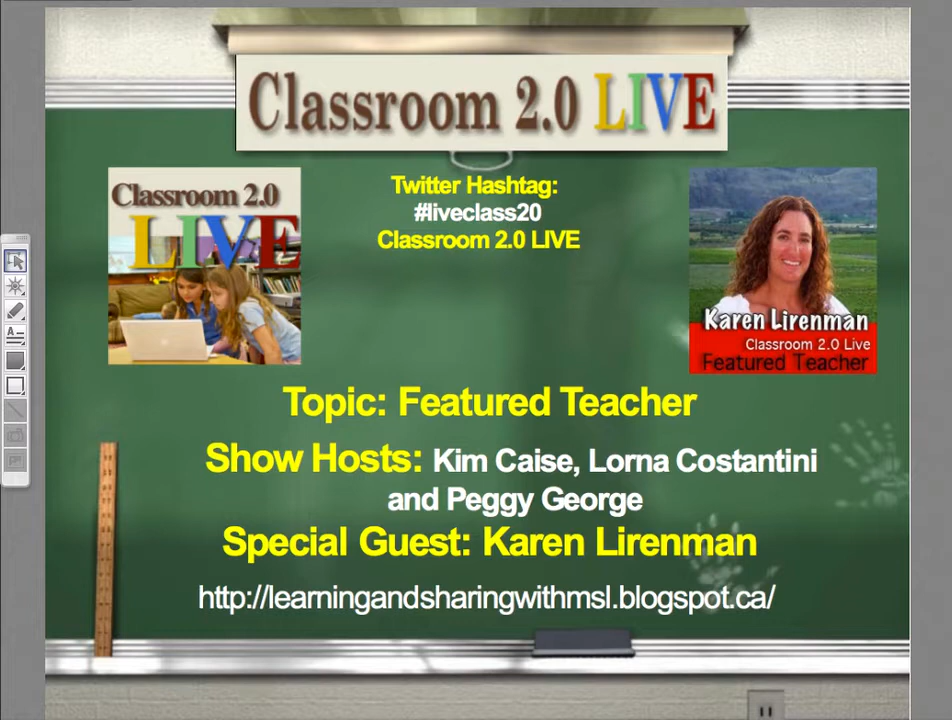 Classroom 2.0 LIVE
Classroom 2.0
LIVE
Twitter Hashtag:
#liveclass20
Classroom 2.0 LIVE
Karen Lirenman
Classroom 2.0 Live
Featured Teacher
Topic: Featured Teacher
Show Hosts: Kim Caise, Lorna Costantini
and Peggy George
Special Guest: Karen Lirenman
http://learningandsharingwithmsl.blogspot.ca/